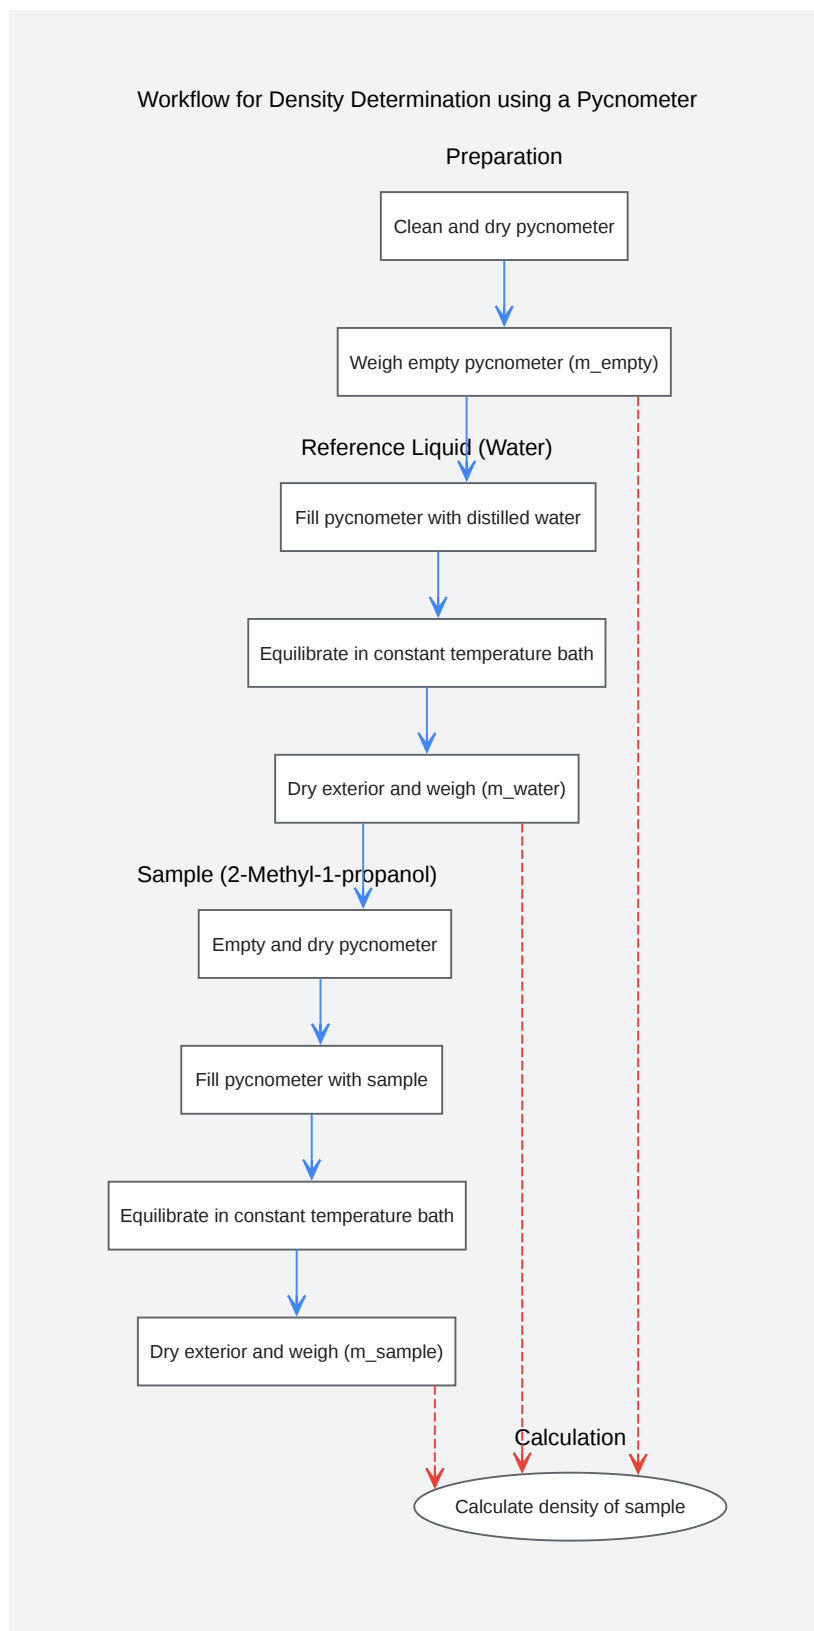 Workflow for Density Determination using a Pycnometer
Preparation
Clean and dry pycnometer
Weigh empty pycnometer (m_empty)
Reference Liquid (Water)
Fill pycnometer with distilled water
Equilibrate in constant temperature bath
Dry exterior and weigh (m_water)
Sample (2-Methyl-1-propanol)
Empty and dry pycnometer
Fill pycnometer with sample
Equilibrate in constant temperature bath
Dry exterior and weigh (m_sample)
Calculation
Calculate density of sample